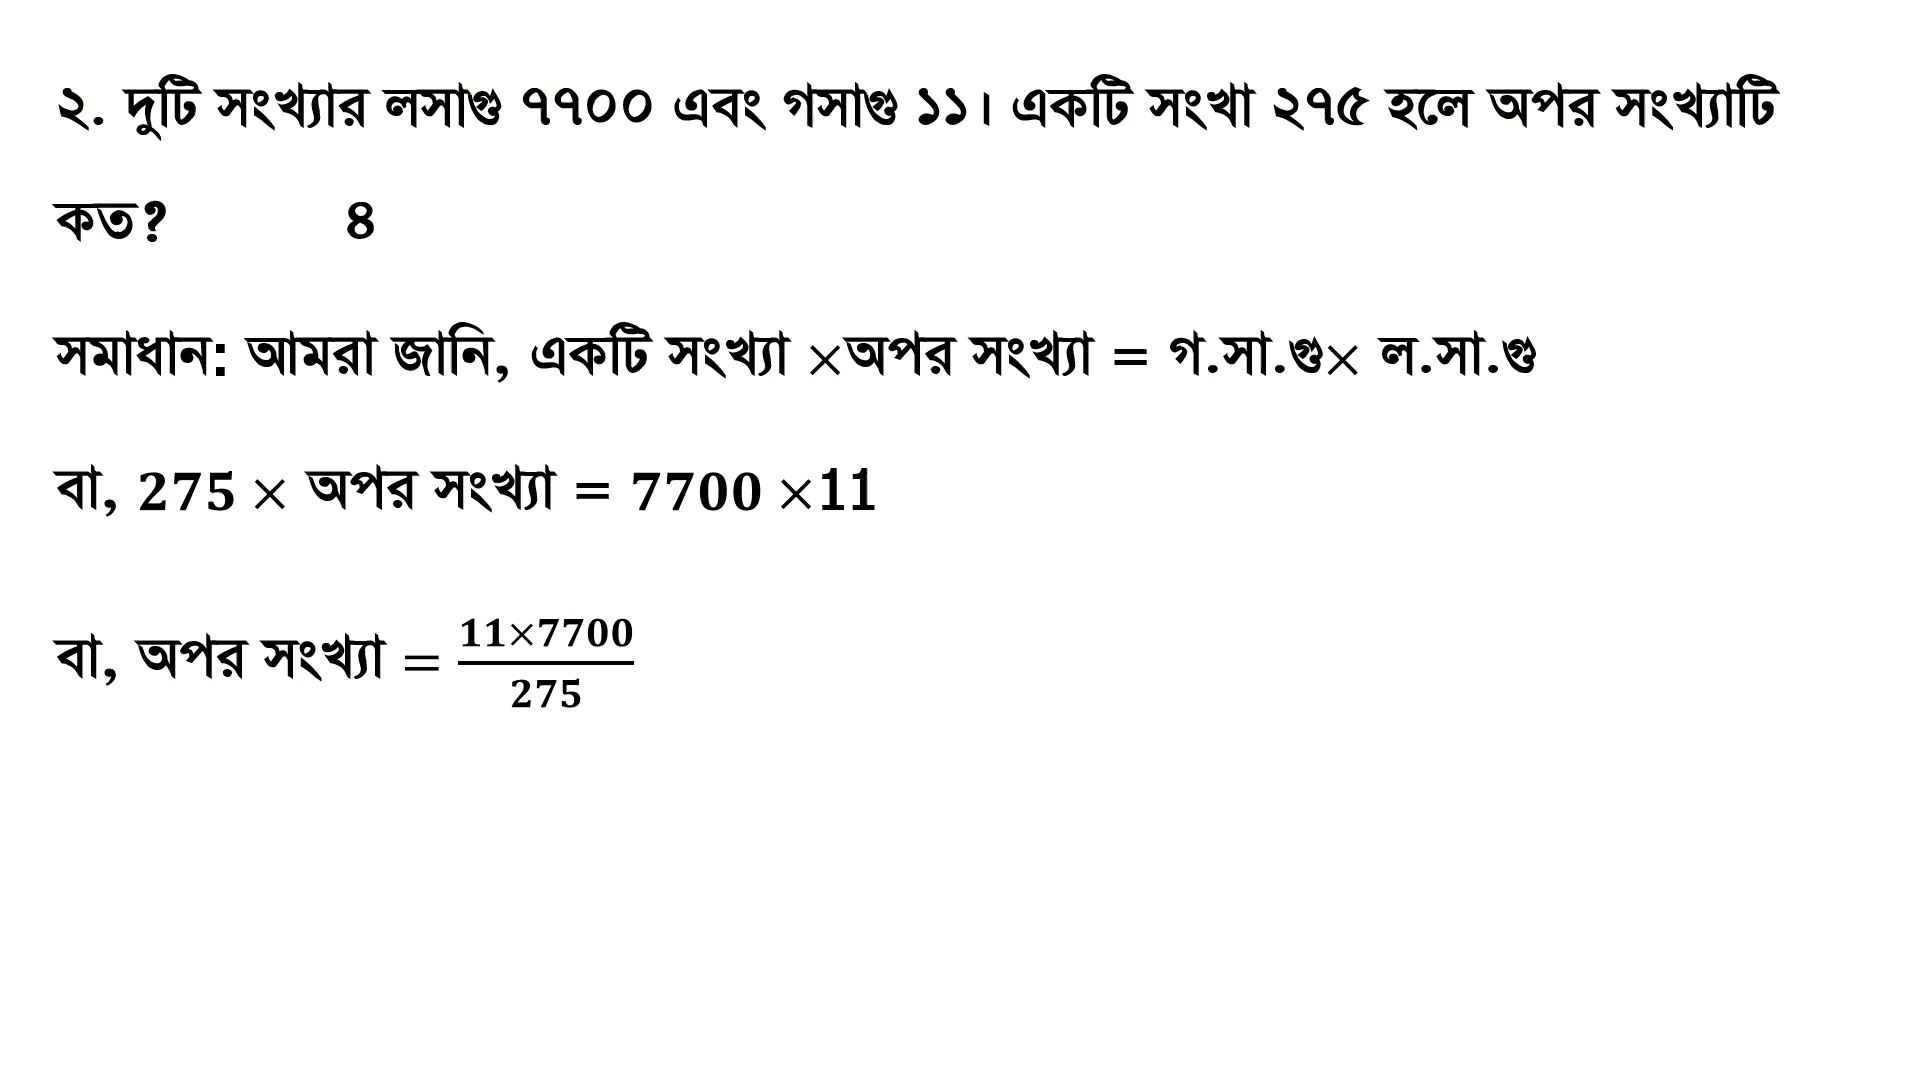 ২. দুটি সংখ্যার লসাগু ৭৭০০ এবং গসাগু ১১। একটি সংখা ২৭৫ হলে অপর সংখ্যাটি
কত? ৪
সমাধান: আমরা জানি, একটি সংখ্যা ×অপর সংখ্যা = গ.সা.গু× ল.সা.গু
বা, 275 × অপর সংখ্যা = 7700 ×11
বা, অপর সংখ্যা = 11×7700/275